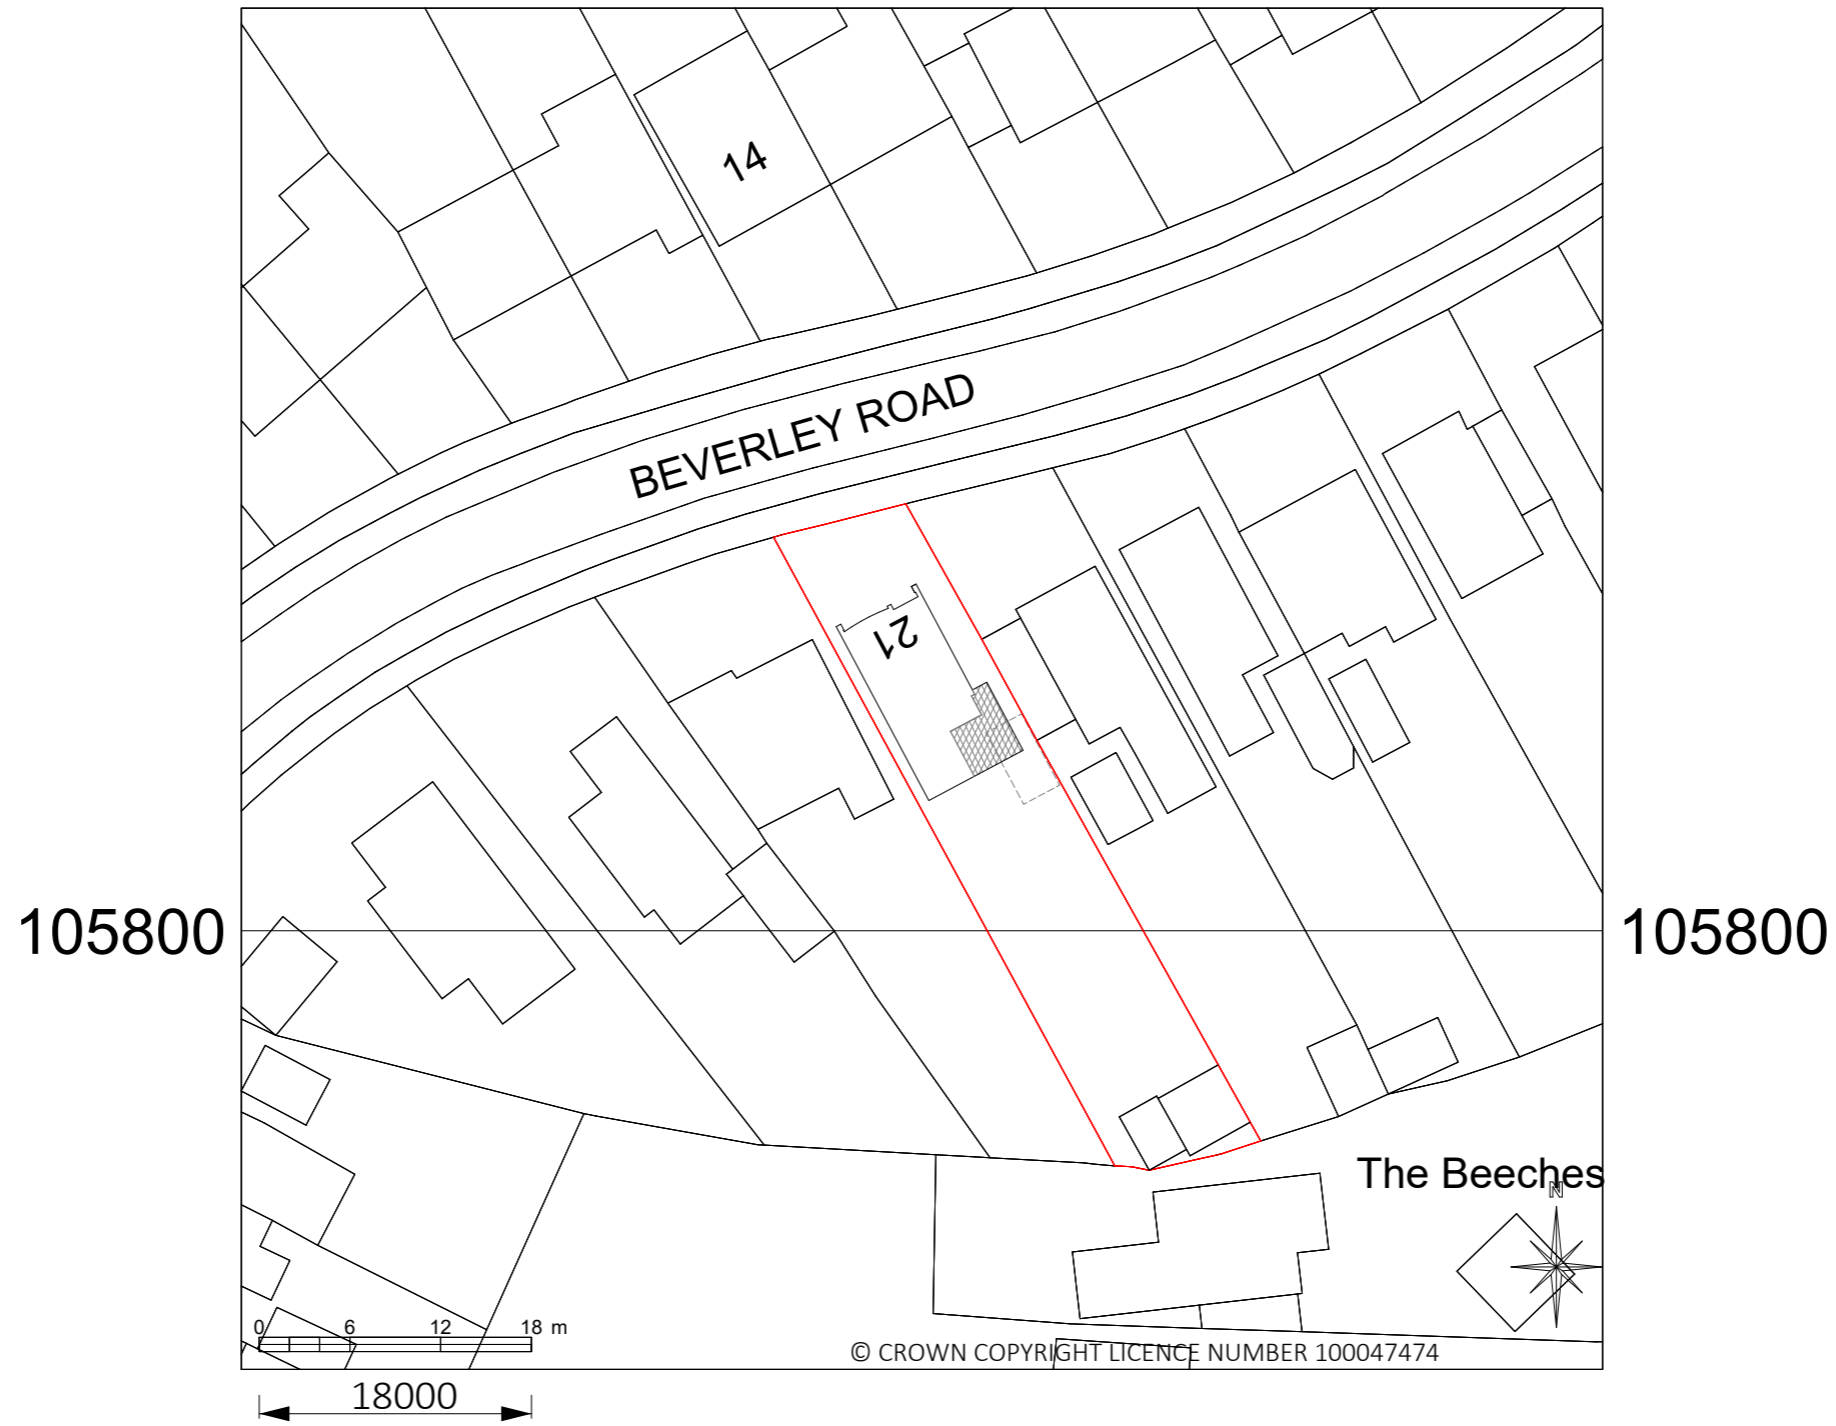 14
BEVERLEY ROAD
21
105800
105800
The Beeches
N
0 6 12 18 m
© CROWN COPYRIGHT LICENCE NUMBER 100047474
18000